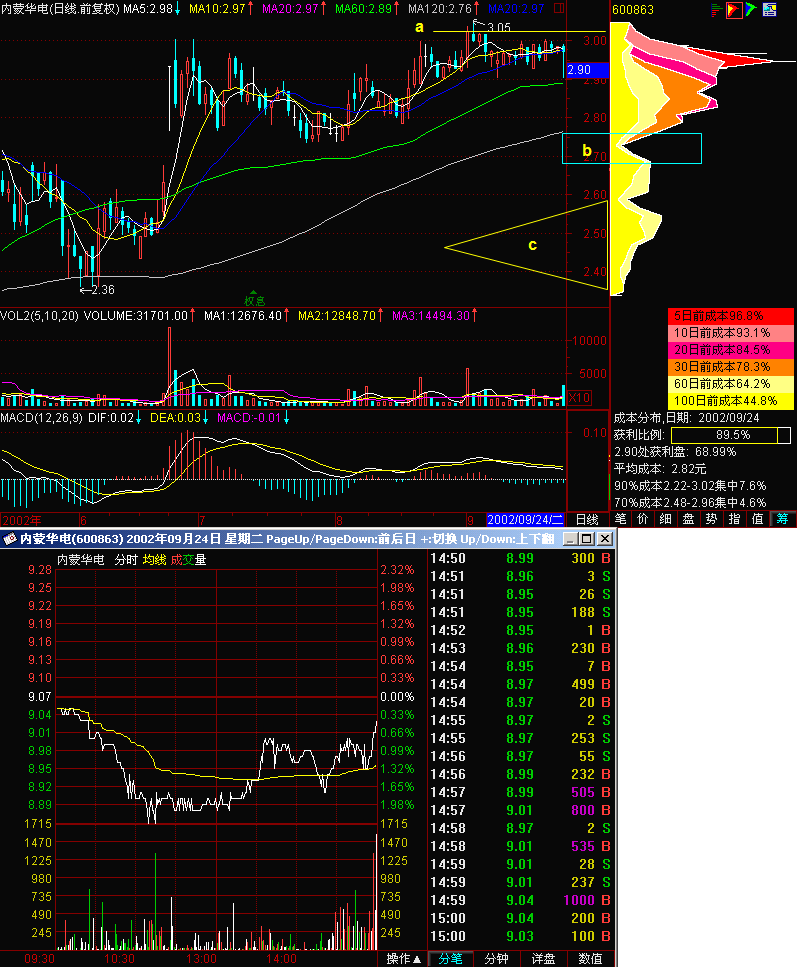 内蒙华电(日线.前复权) MA5:2.98↓ MA10:2.97↑ MA20:2.97↑ MA60:2.89↑ MA120:2.76↑ MA20:2.97
600863
a
3.05
3.00
2.90
2.90
2.80
b
2.70
2.60
c
2.50
2.40
←2.36
权息
VOL2(5,10,20) VOLUME:31701.00↑ MA1:12676.40↑ MA2:12848.70↑ MA3:14494.30↑
10000
5000
X10
MACD(12,26,9) DIF:0.02↓ DEA:0.03↓ MACD:-0.01↓
0.10
2002年 6 7 8 9 2002/09/24/二 日线
5日前成本96.8%
10日前成本93.1%
20日前成本84.5%
30日前成本78.3%
60日前成本64.2%
100日前成本44.8%
成本分布,日期: 2002/09/24
获利比例: 89.5%
2.90处获利盘: 68.99%
平均成本: 2.82元
90%成本2.22-3.02集中7.6%
70%成本2.48-2.96集中4.6%
笔 价 细 盘 势 指 值 筹
内蒙华电(600863) 2002年09月24日 星期二 PageUp/PageDown:前后日 +:切换 Up/Down:上下翻
内蒙华电 分时 均线 成交量
9.28 2.32%
9.25 1.98%
9.22 1.65%
9.19 1.32%
9.16 0.99%
9.13 0.66%
9.10 0.33%
9.07 0.00%
9.04 0.33%
9.01 0.66%
8.98 0.99%
8.95 1.32%
8.92 1.65%
8.89 1.98%
1715 1715
1470 1470
1225 1225
980 980
735 735
490 490
245 245
09:30 10:30 13:00 14:00
14:50 8.99 300 B
14:51 8.96 3 S
14:51 8.95 26 S
14:51 8.95 188 S
14:52 8.95 1 B
14:53 8.96 230 B
14:54 8.95 7 B
14:54 8.97 499 B
14:54 8.97 20 B
14:55 8.97 2 S
14:55 8.97 253 S
14:56 8.97 55 S
14:56 8.99 232 B
14:57 8.99 505 B
14:57 9.01 800 B
14:58 8.97 2 S
14:58 9.01 535 B
14:59 9.01 28 S
14:59 9.01 237 S
14:59 9.04 1000 B
15:00 9.04 200 B
15:00 9.03 100 B
操作▲ 分笔 分钟 详盘 数值